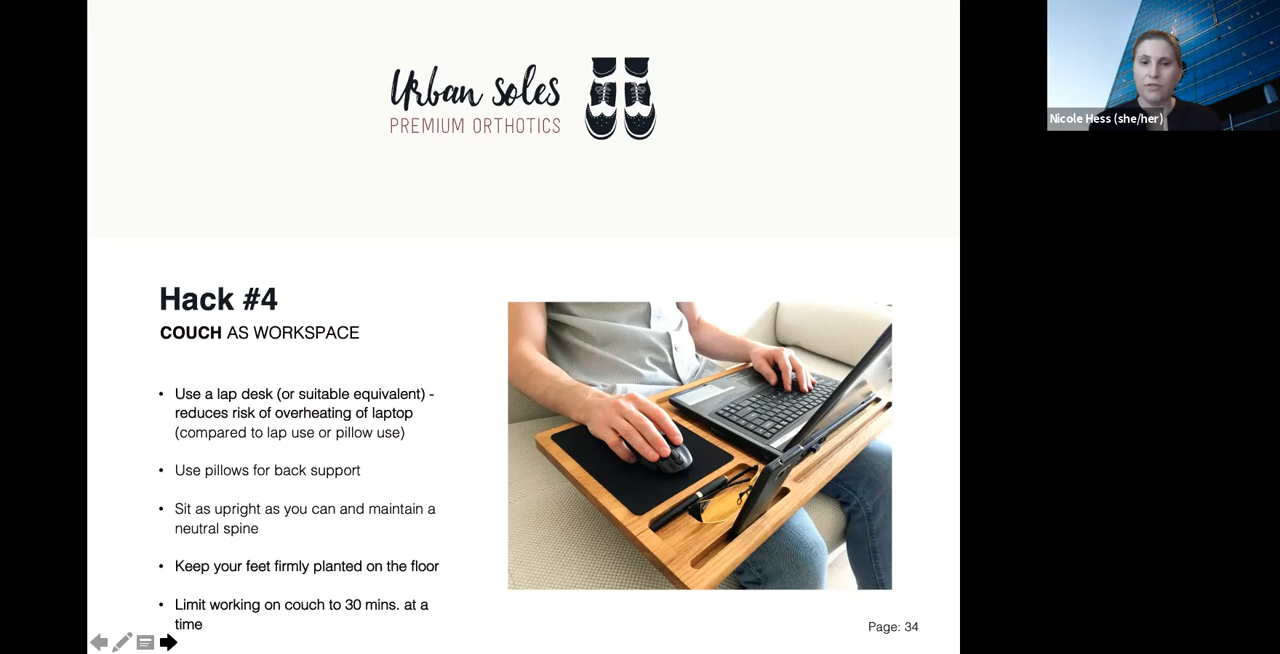 Urban soles
PREMIUM ORTHOTICS
Nicole Hess (she/her)
Hack #4
COUCH AS WORKSPACE
• Use a lap desk (or suitable equivalent) -
reduces risk of overheating of laptop
(compared to lap use or pillow use)
• Use pillows for back support
• Sit as upright as you can and maintain a
neutral spine
• Keep your feet firmly planted on the floor
• Limit working on couch to 30 mins. at a
time
Page: 34